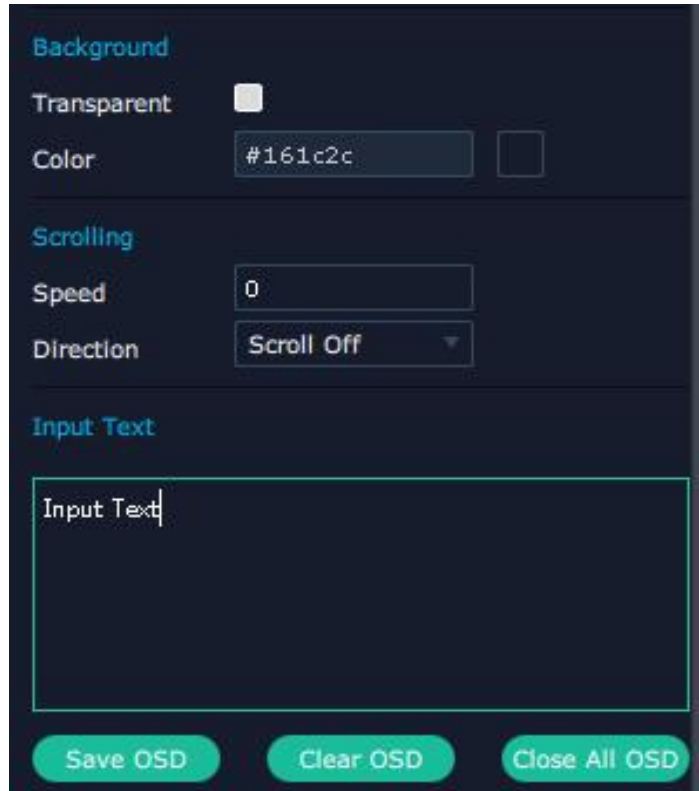 Background
Transparent
Color #161c2c
Scrolling
Speed 0
Direction Scroll Off
Input Text
Input Text
Save OSD Clear OSD Close All OSD